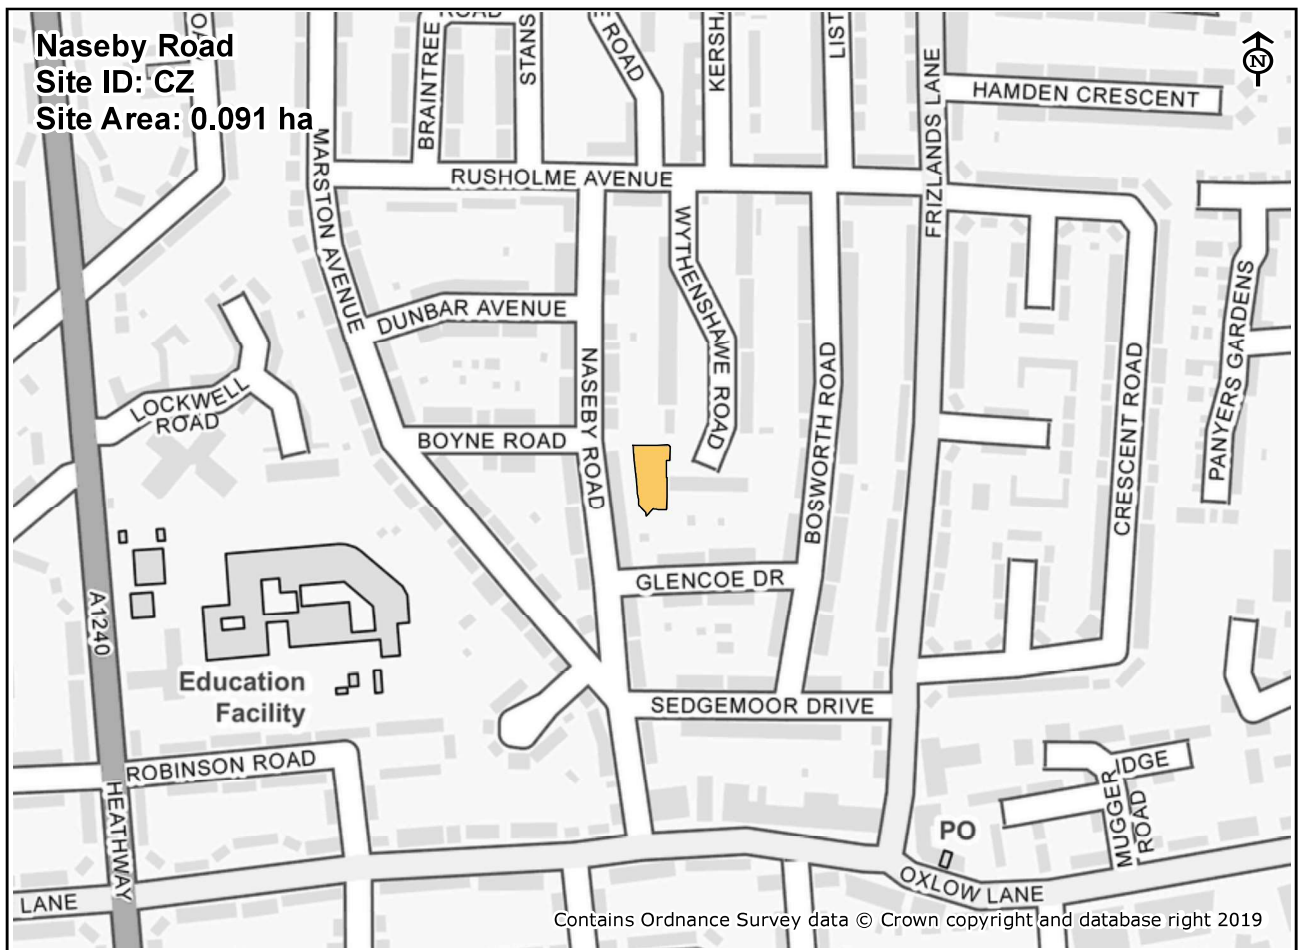 Naseby Road
Site ID: CZ
Site Area: 0.091 ha
N
ROAD
BRAINTREE
STANS
E ROAD
KERSH
LIST
FRIZLANDS LANE
HAMDEN CRESCENT
MARSTON AVENUE
RUSHOLME AVENUE
WYTHENSHAWE ROAD
DUNBAR AVENUE
NASEBY ROAD
BOSWORTH ROAD
CRESCENT ROAD
PANYERS GARDENS
LOCKWELL
ROAD
BOYNE ROAD
GLENCOE DR
A1240
Education
Facility
SEDGEMOOR DRIVE
ROBINSON ROAD
HEATHWAY
MUGGERIDGE
ROAD
PO
OXLOW LANE
LANE
Contains Ordnance Survey data © Crown copyright and database right 2019